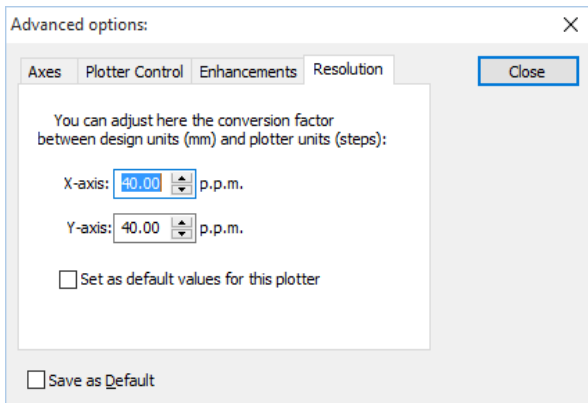 Advanced options:
Axes Plotter Control Enhancements Resolution
Close
You can adjust here the conversion factor
between design units (mm) and plotter units (steps):
X-axis: 40.00 p.p.m.
Y-axis: 40.00 p.p.m.
Set as default values for this plotter
Save as Default